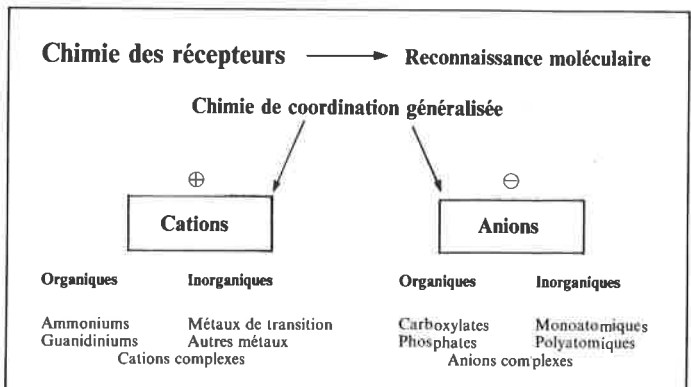 Chimie des récepteurs → Reconnaissance moléculaire
Chimie de coordination généralisée
⊕ ⊖
Cations Anions
Organiques Inorganiques Organiques Inorganiques
Ammoniums Métaux de transition Carboxylates Monoatomiques
Guanidiniums Autres métaux Phosphates Polyatomiques
Cations complexes Anions complexes